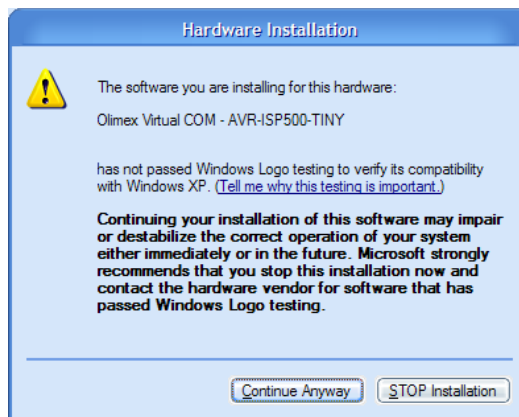 Hardware Installation
The software you are installing for this hardware:
Olimex Virtual COM - AVR-ISP500-TINY
has not passed Windows Logo testing to verify its compatibility
with Windows XP. (Tell me why this testing is important.)
Continuing your installation of this software may impair
or destabilize the correct operation of your system
either immediately or in the future. Microsoft strongly
recommends that you stop this installation now and
contact the hardware vendor for software that has
passed Windows Logo testing.
Continue Anyway
STOP Installation